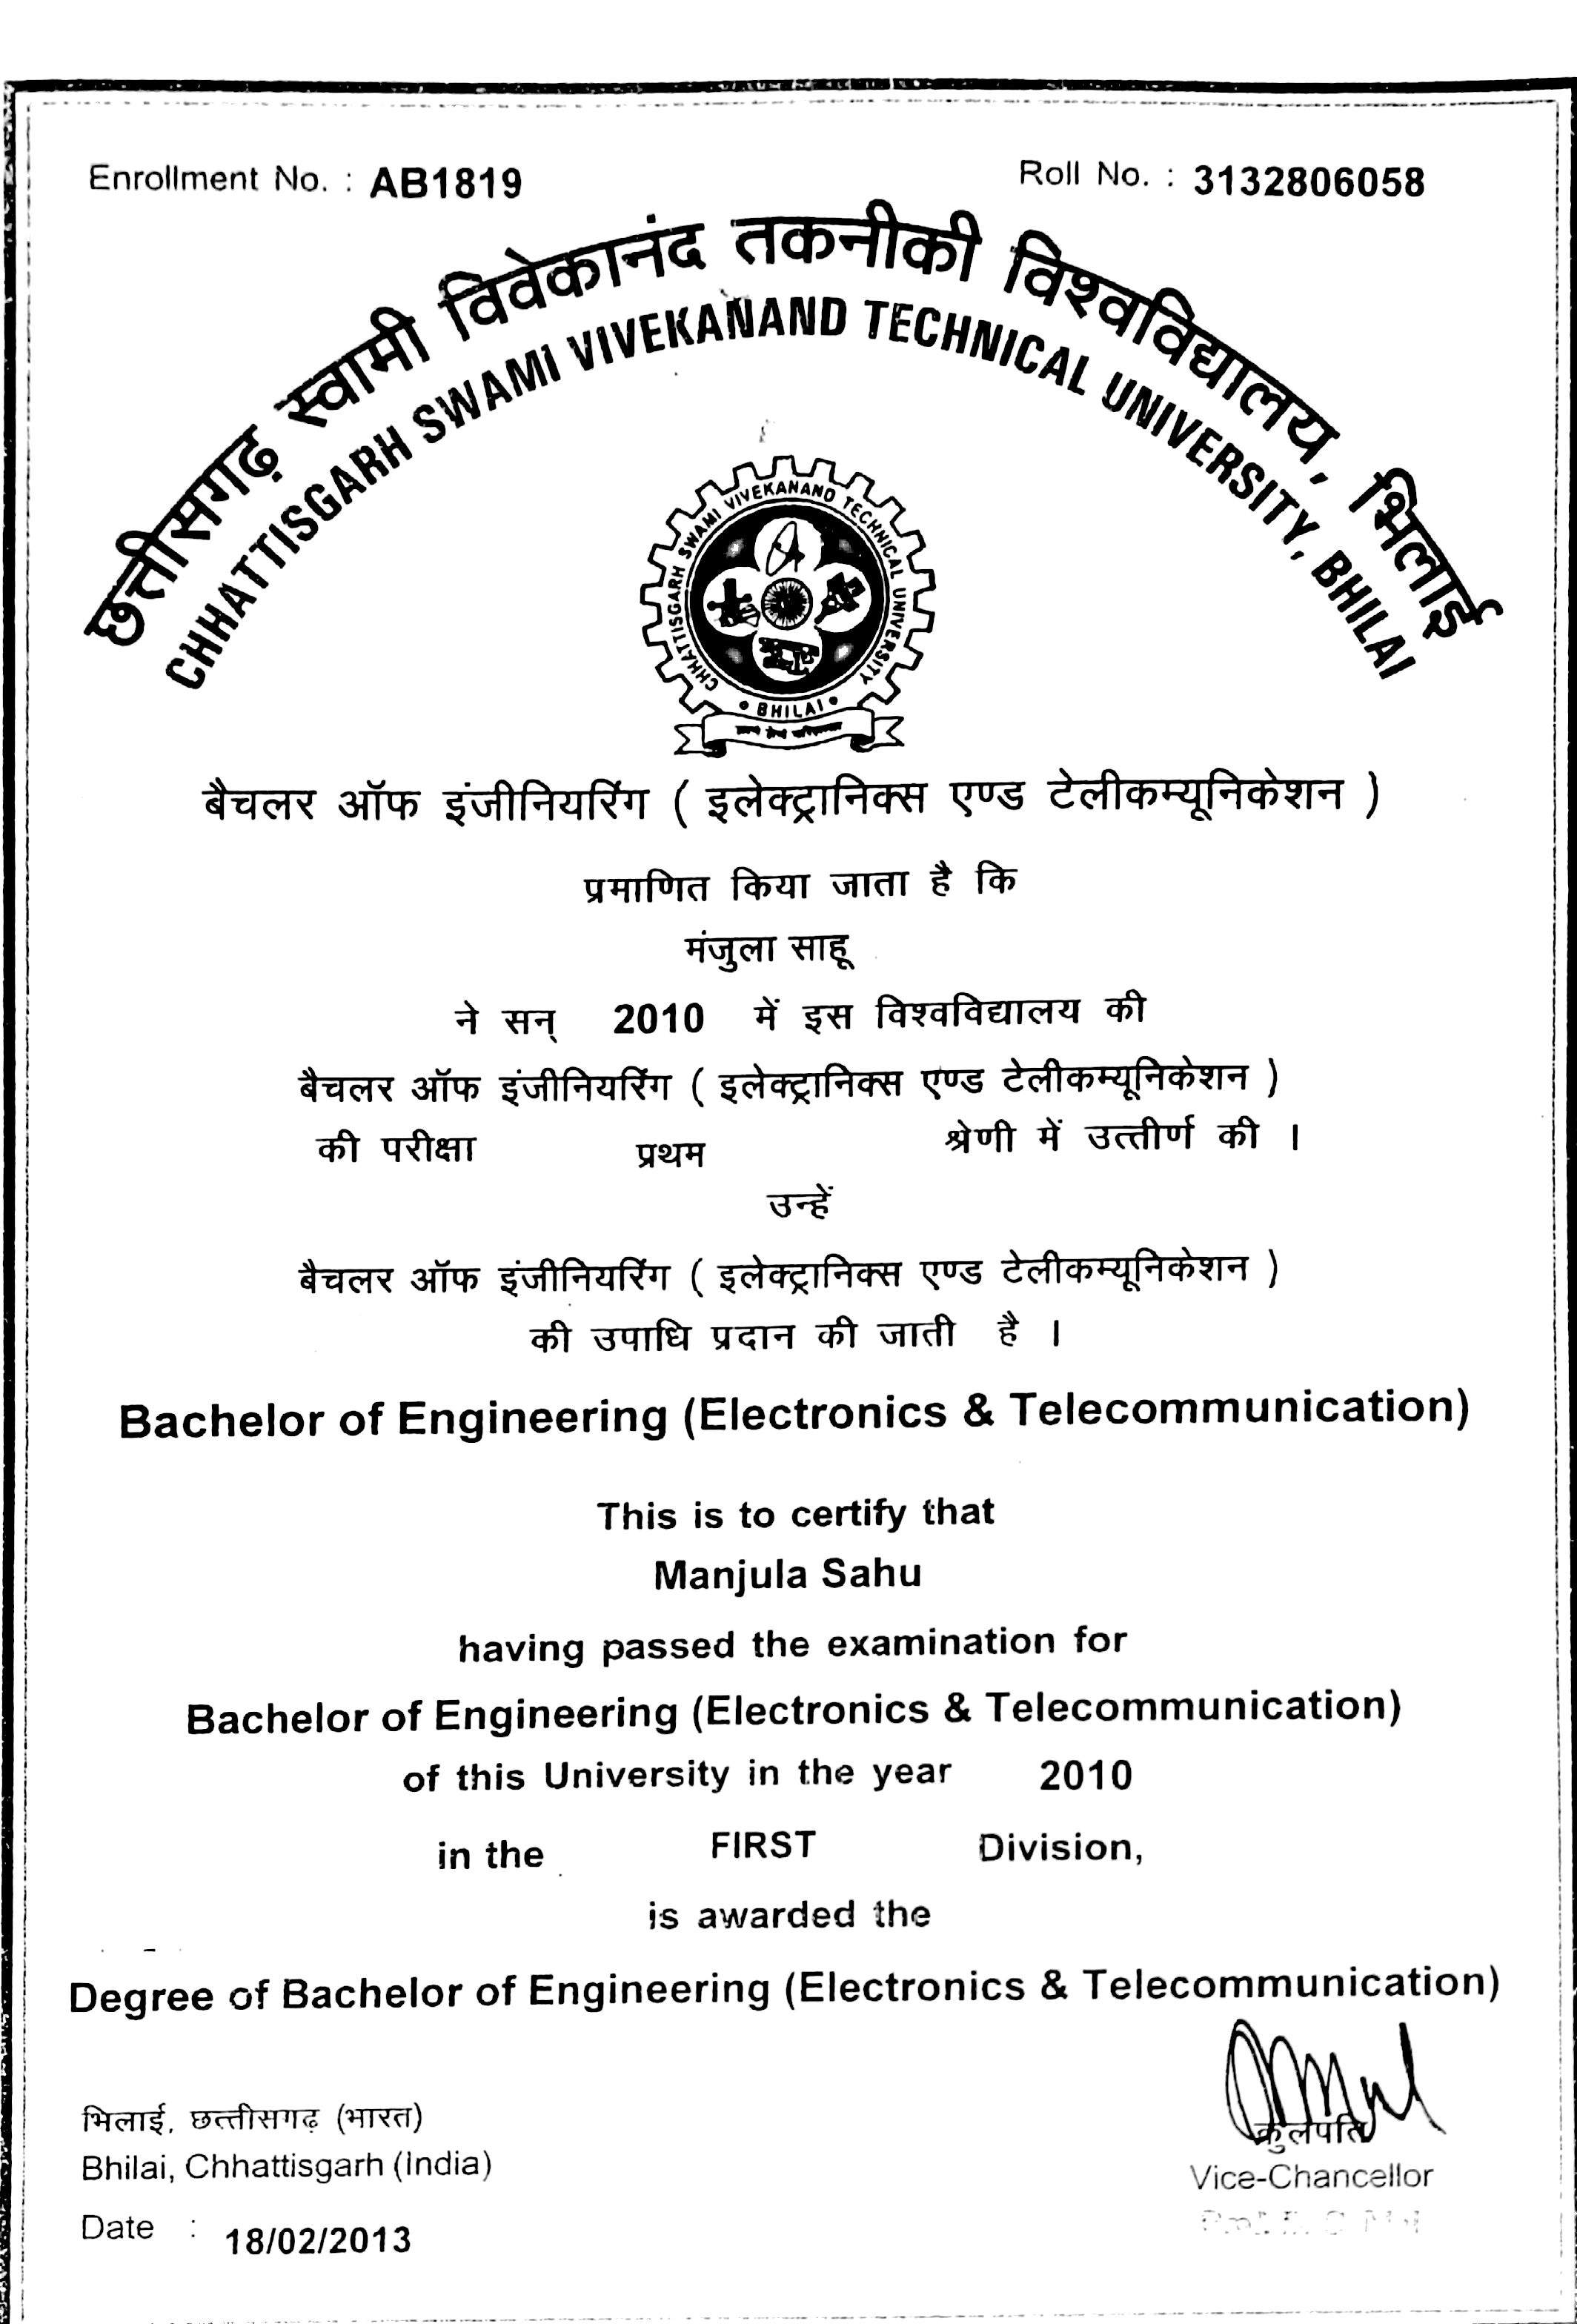 Enrollment No. : AB1819
Roll No. : 3132806058
छत्तीसगढ़ स्वामी विवेकानंद तकनीकी विश्वविद्यालय, भिलाई
CHHATTISGARH SWAMI VIVEKANAND TECHNICAL UNIVERSITY, BHILAI
CHHATTISGARH SWAMI VIVEKANAND TECHNICAL UNIVERSITY
• BHILAI •
बैचलर ऑफ इंजीनियरिंग ( इलेक्ट्रानिक्स एण्ड टेलीकम्यूनिकेशन )
प्रमाणित किया जाता है कि
मंजुला साहू
ने सन् 2010 में इस विश्वविद्यालय की
बैचलर ऑफ इंजीनियरिंग ( इलेक्ट्रानिक्स एण्ड टेलीकम्यूनिकेशन )
की परीक्षा प्रथम श्रेणी में उत्तीर्ण की ।
उन्हें
बैचलर ऑफ इंजीनियरिंग ( इलेक्ट्रानिक्स एण्ड टेलीकम्यूनिकेशन )
की उपाधि प्रदान की जाती है ।
Bachelor of Engineering (Electronics & Telecommunication)
This is to certify that
Manjula Sahu
having passed the examination for
Bachelor of Engineering (Electronics & Telecommunication)
of this University in the year 2010
in the FIRST Division,
is awarded the
Degree of Bachelor of Engineering (Electronics & Telecommunication)
भिलाई, छत्तीसगढ़ (भारत)
Bhilai, Chhattisgarh (India)
Date : 18/02/2013
कुलपति
Vice-Chancellor